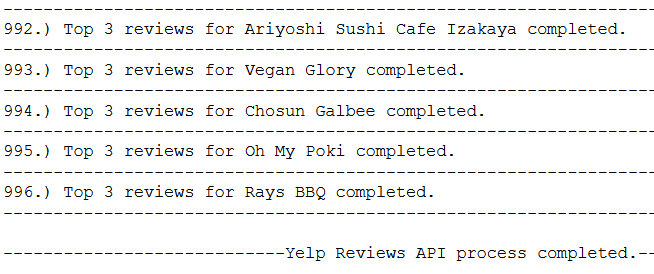 -----------------------------------------------------------------
992.) Top 3 reviews for Ariyoshi Sushi Cafe Izakaya completed.
-----------------------------------------------------------------
993.) Top 3 reviews for Vegan Glory completed.
-----------------------------------------------------------------
994.) Top 3 reviews for Chosun Galbee completed.
-----------------------------------------------------------------
995.) Top 3 reviews for Oh My Poki completed.
-----------------------------------------------------------------
996.) Top 3 reviews for Rays BBQ completed.
-----------------------------------------------------------------
----------------------------Yelp Reviews API process completed.--